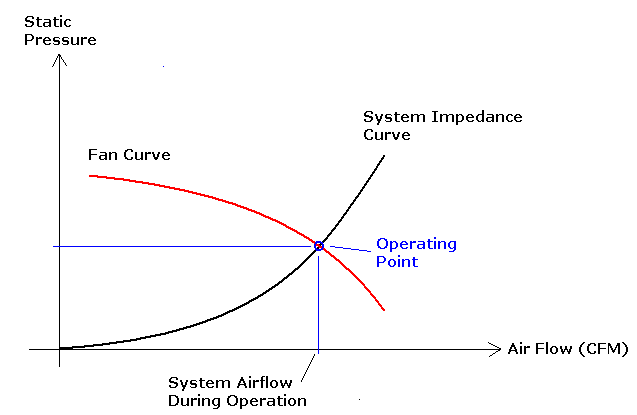 Static
Pressure
System Impedance
Curve
Fan Curve
Operating
Point
Air Flow (CFM)
System Airflow
During Operation